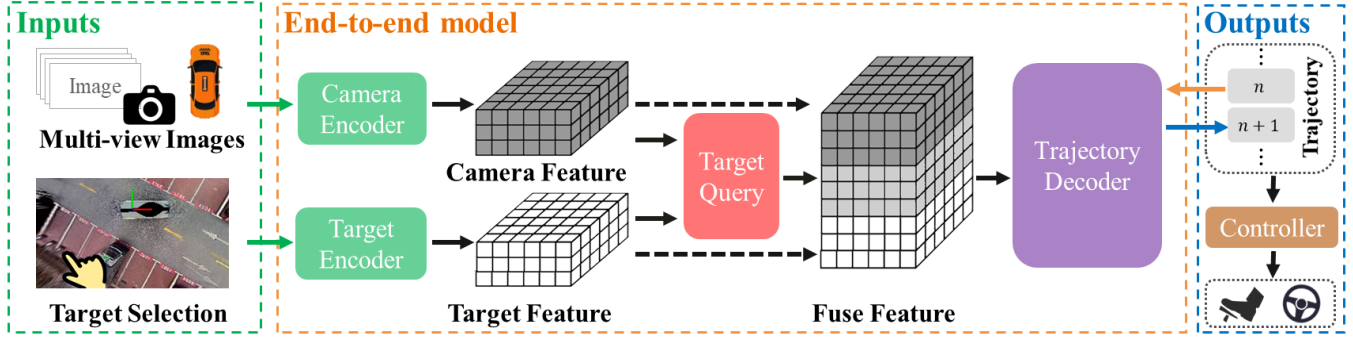 Inputs
Image
Multi-view Images
Target Selection
End-to-end model
Camera
Encoder
Camera Feature
Target
Encoder
Target Feature
Target
Query
Fuse Feature
Trajectory
Decoder
Outputs
n
n + 1
Trajectory
Controller